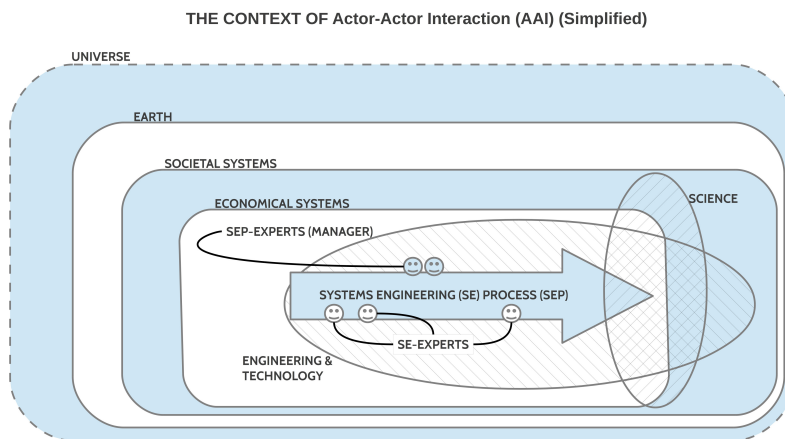 THE CONTEXT OF Actor-Actor Interaction (AAI) (Simplified)
UNIVERSE
EARTH
SOCIETAL SYSTEMS
SCIENCE
ECONOMICAL SYSTEMS
SEP-EXPERTS (MANAGER)
SYSTEMS ENGINEERING (SE) PROCESS (SEP)
SE-EXPERTS
ENGINEERING &
TECHNOLOGY